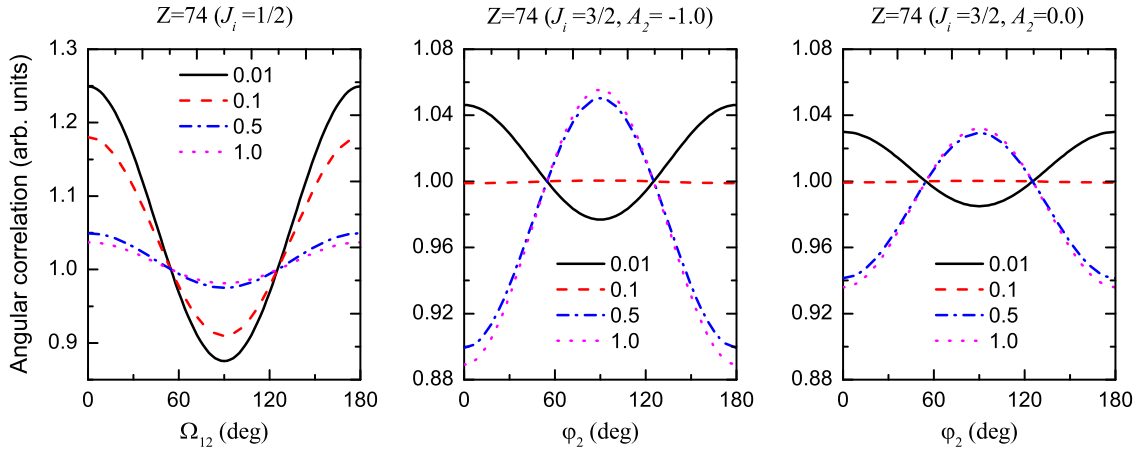 Z=74 (J_i =1/2)
Z=74 (J_i =3/2, A_2= -1.0)
Z=74 (J_i =3/2, A_2=0.0)
Angular correlation (arb. units)
1.3
1.2
1.1
1.0
0.9
0.01
0.1
0.5
1.0
0 60 120 180
Ω_12 (deg)
1.08
1.04
1.00
0.96
0.92
0.88
0.01
0.1
0.5
1.0
0 60 120 180
φ_2 (deg)
1.08
1.04
1.00
0.96
0.92
0.88
0.01
0.1
0.5
1.0
0 60 120 180
φ_2 (deg)